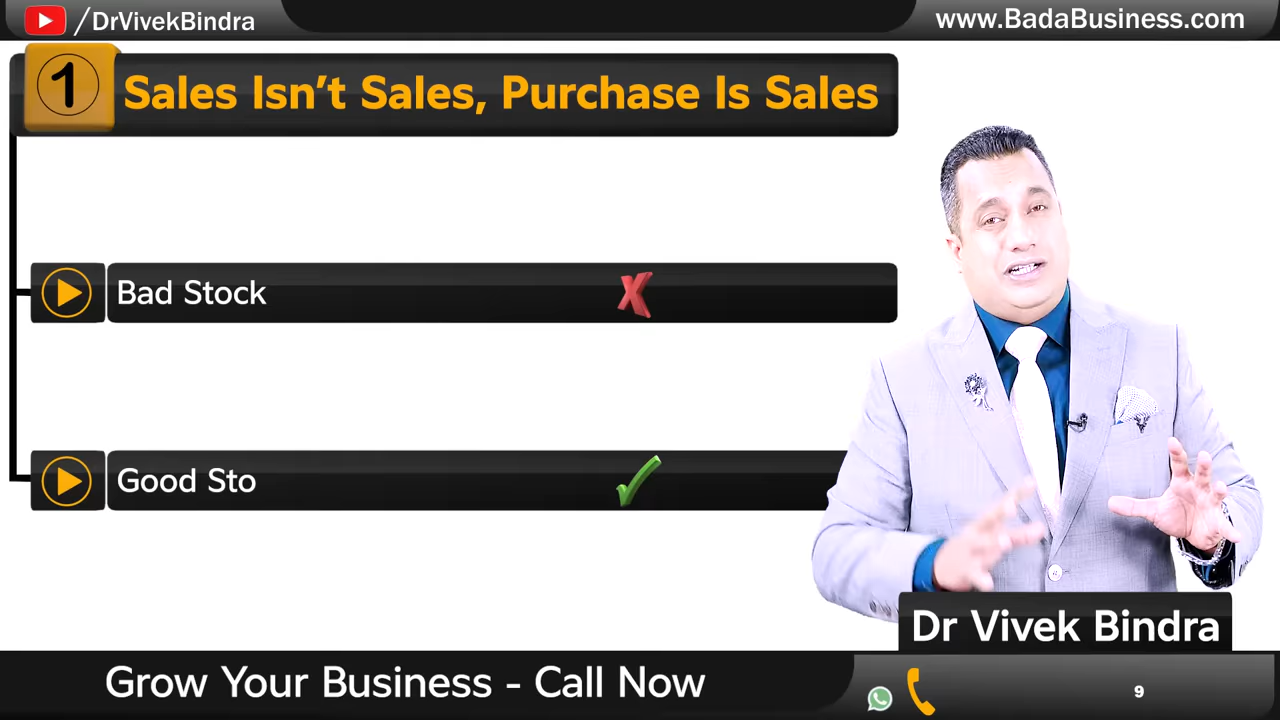 /DrVivekBindra
www.BadaBusiness.com
1
Sales Isn't Sales, Purchase Is Sales
Bad Stock
Good Sto
Dr Vivek Bindra
Grow Your Business - Call Now
9